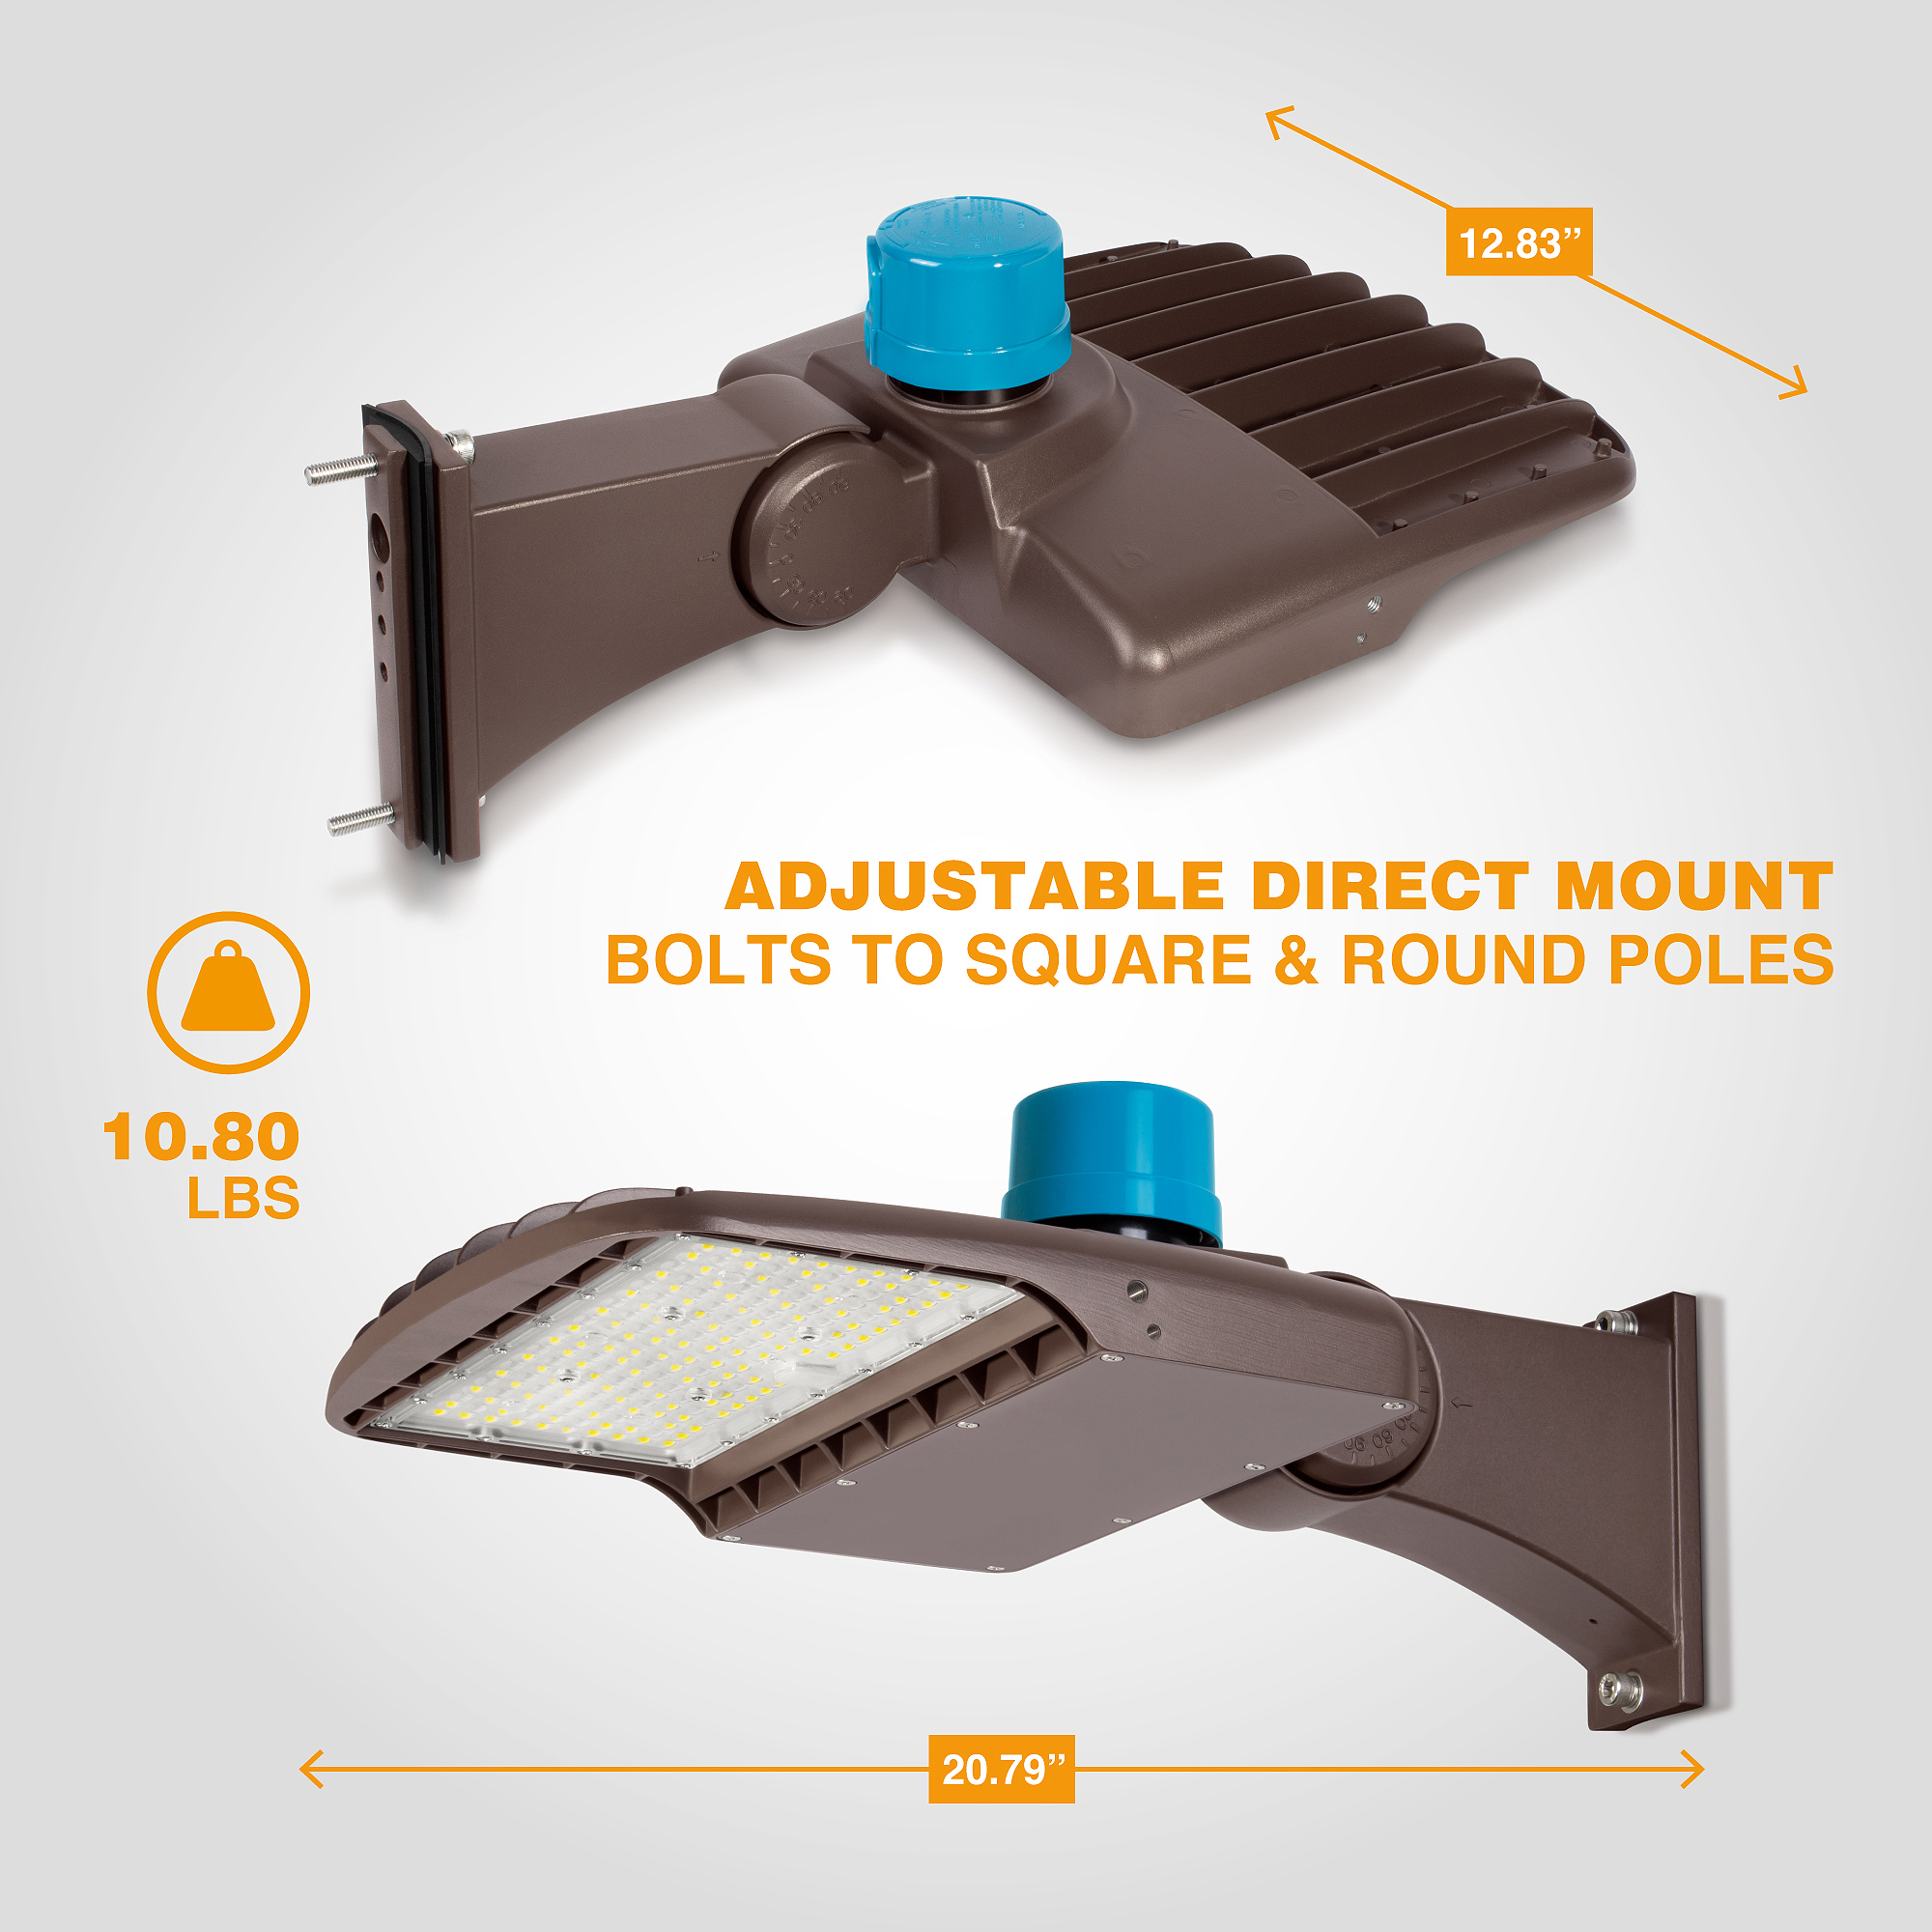 12.83”
ADJUSTABLE DIRECT MOUNT
BOLTS TO SQUARE & ROUND POLES
10.80
LBS
20.79”